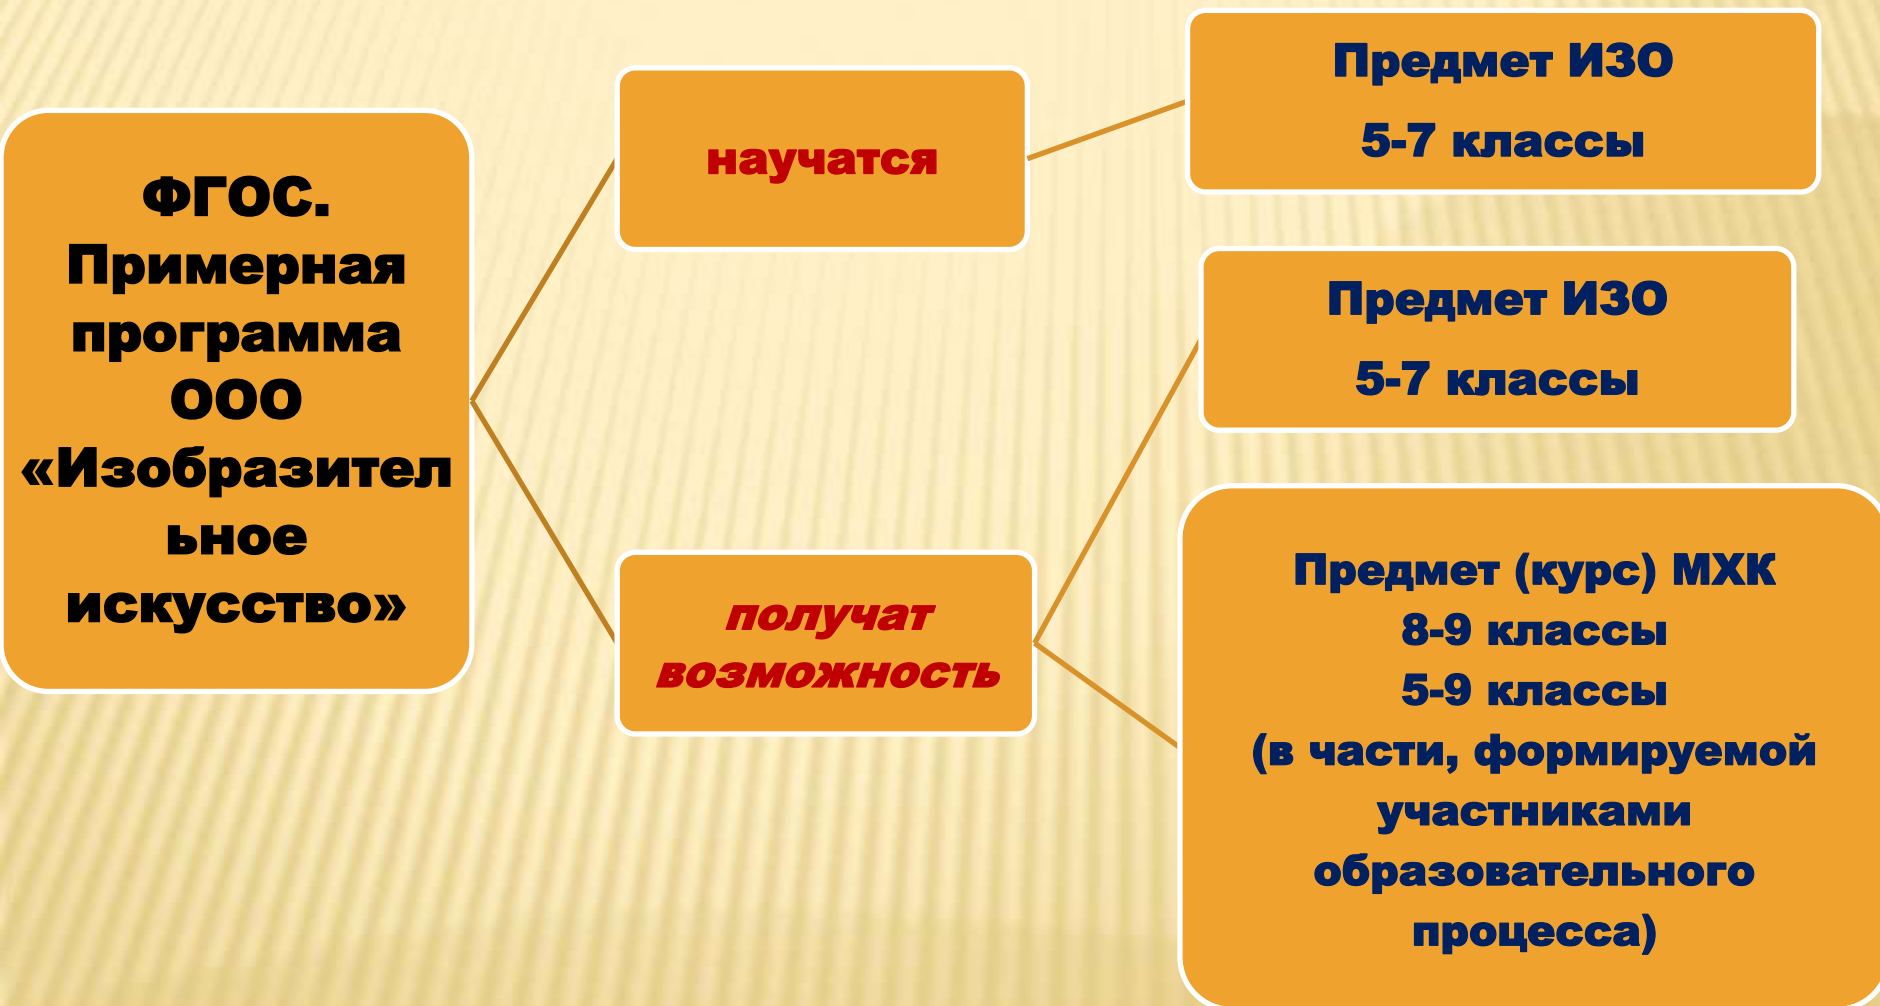 ФГОС.
Примерная
программа
ООО
«Изобразител
ьное
искусство»
научатся
получат
возможность
Предмет ИЗО
5-7 классы
Предмет ИЗО
5-7 классы
Предмет (курс) МХК
8-9 классы
5-9 классы
(в части, формируемой
участниками
образовательного
процесса)